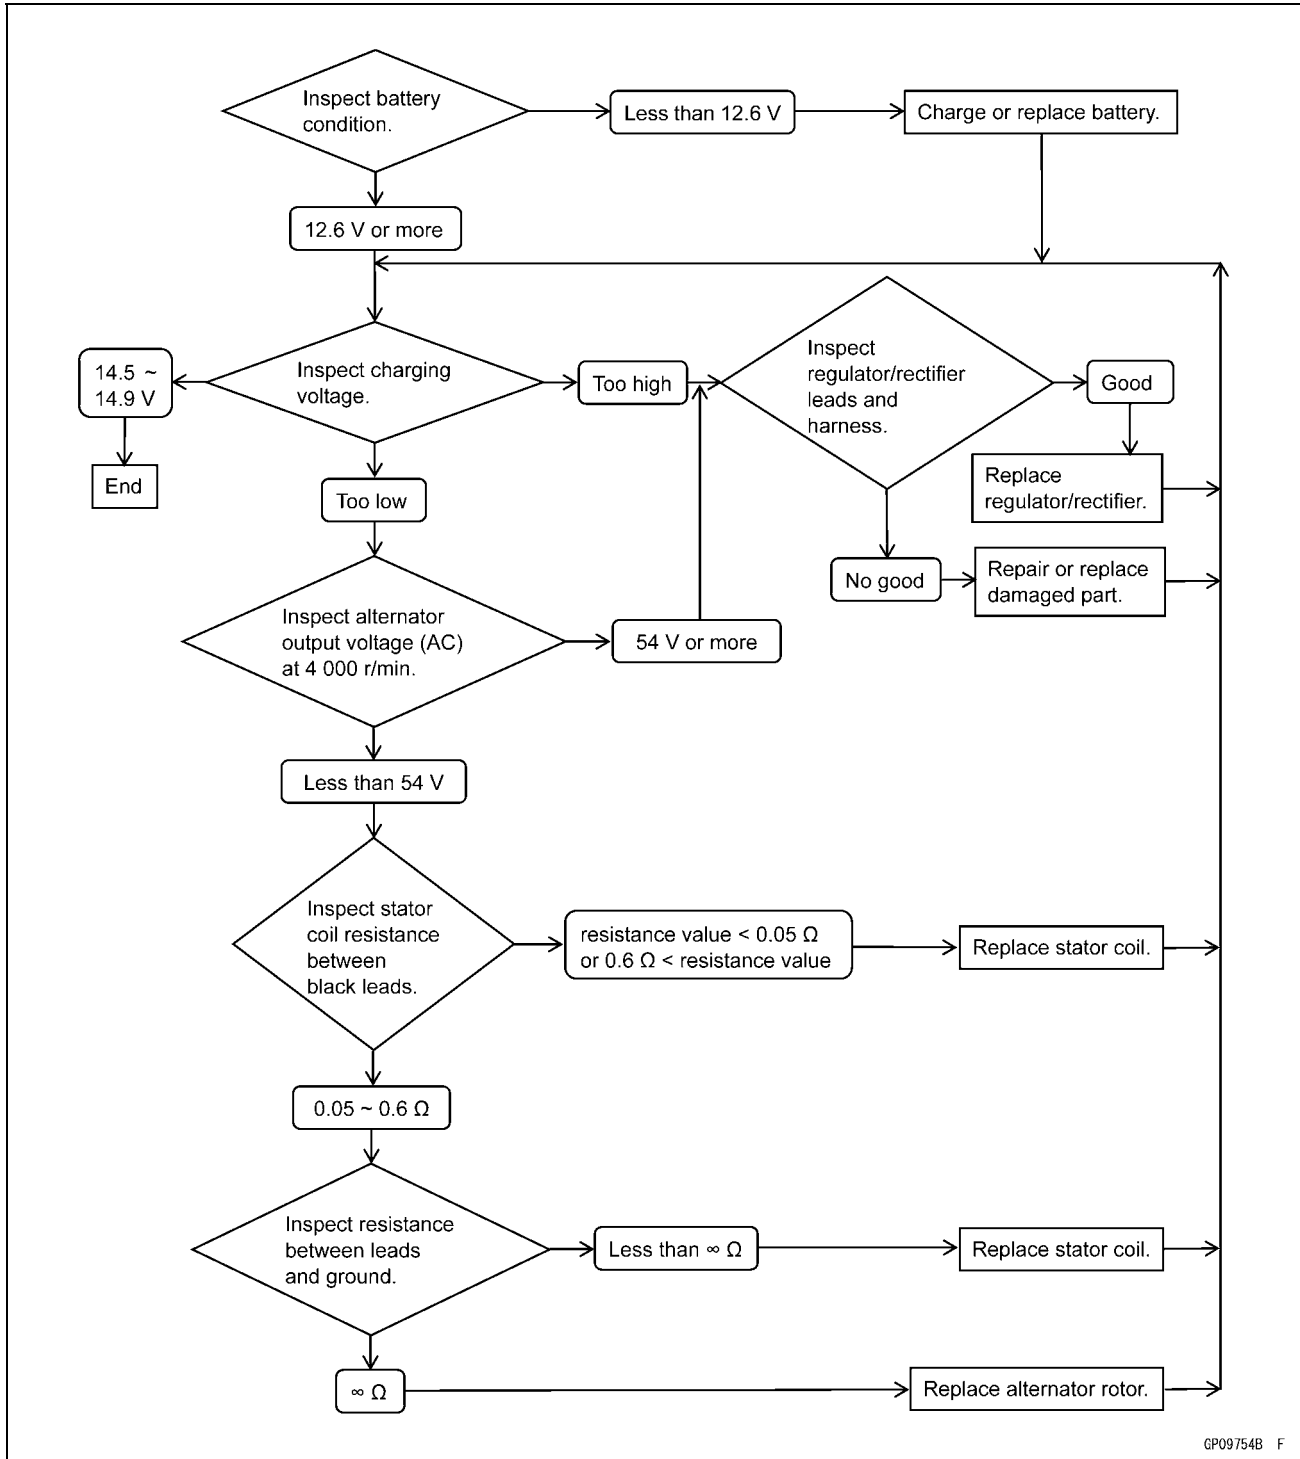 Inspect battery
condition.
Less than 12.6 V
Charge or replace battery.
12.6 V or more
Inspect charging
voltage.
14.5 ~
14.9 V
End
Too high
Inspect
regulator/rectifier
leads and
harness.
Good
Replace
regulator/rectifier.
Too low
No good
Repair or replace
damaged part.
Inspect alternator
output voltage (AC)
at 4 000 r/min.
54 V or more
Less than 54 V
Inspect stator
coil resistance
between
black leads.
resistance value < 0.05 Ω
or 0.6 Ω < resistance value
Replace stator coil.
0.05 ~ 0.6 Ω
Inspect resistance
between leads
and ground.
Less than ∞ Ω
Replace stator coil.
∞ Ω
Replace alternator rotor.
GP09754B F